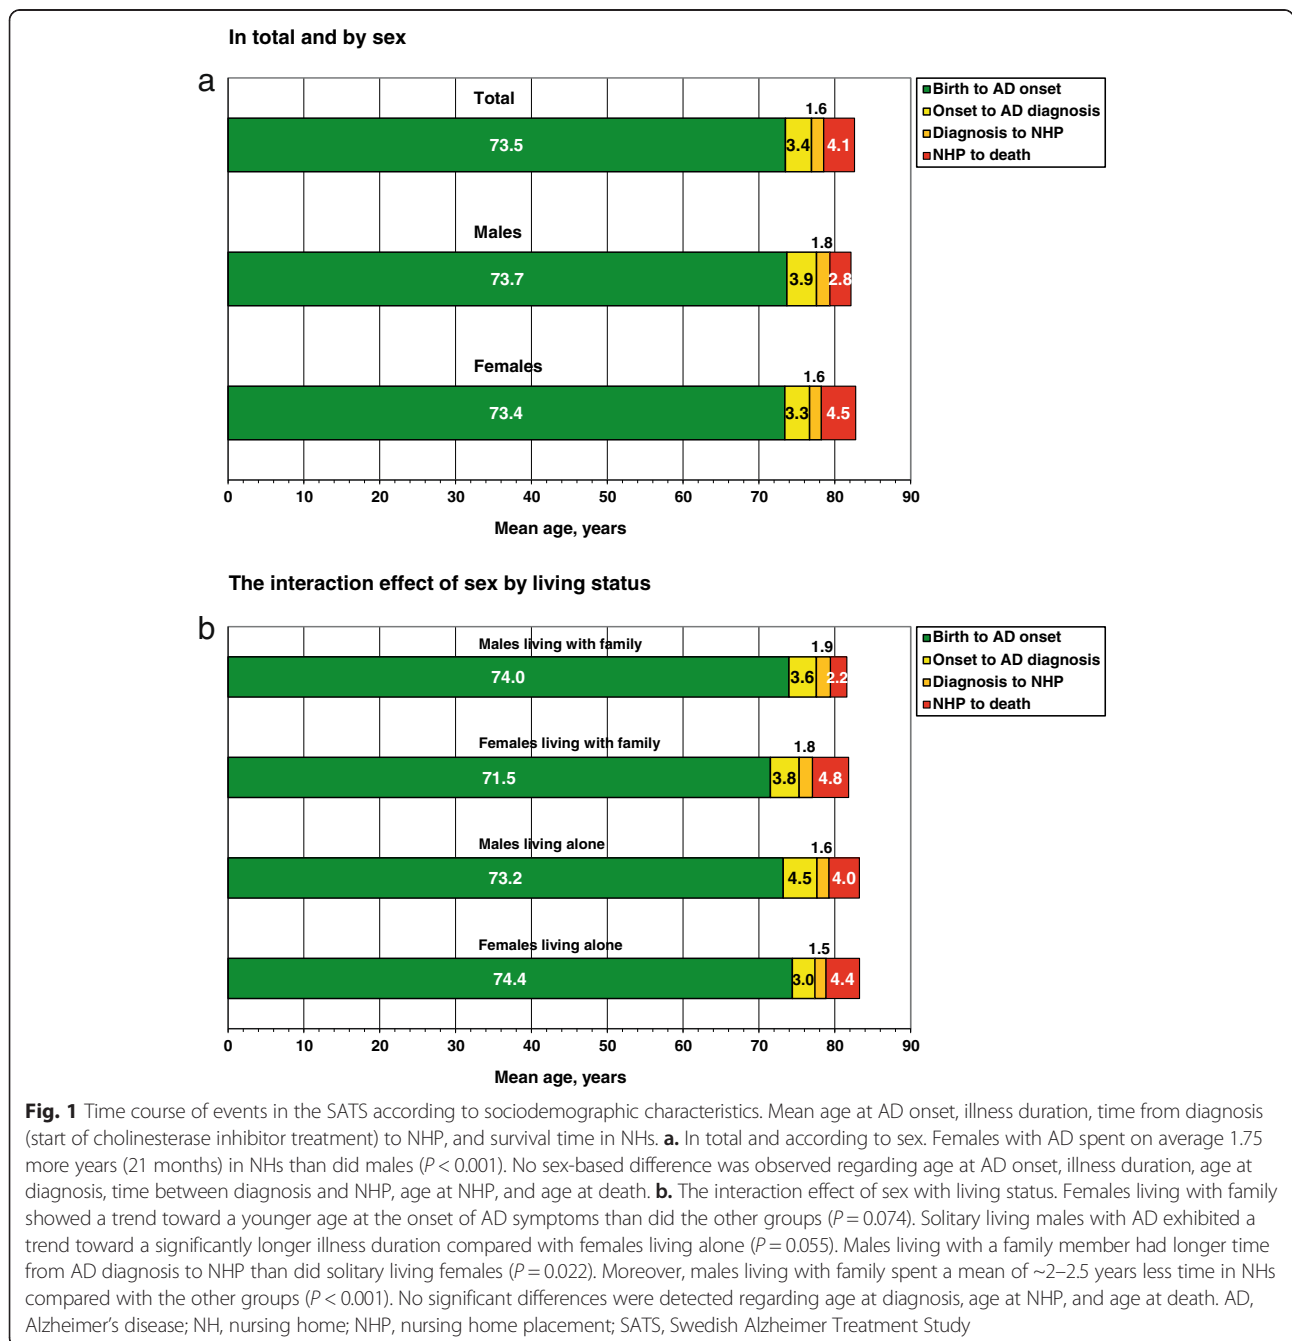 In total and by sex
a
Birth to AD onset
Onset to AD diagnosis
Diagnosis to NHP
NHP to death
Total
1.6
73.5 3.4 4.1
Males
1.8
73.7 3.9 2.8
Females
1.6
73.4 3.3 4.5
0 10 20 30 40 50 60 70 80 90
Mean age, years
The interaction effect of sex by living status
b
Birth to AD onset
Onset to AD diagnosis
Diagnosis to NHP
NHP to death
Males living with family
1.9
74.0 3.6 2.2
Females living with family
1.8
71.5 3.8 4.8
Males living alone
1.6
73.2 4.5 4.0
Females living alone
1.5
74.4 3.0 4.4
0 10 20 30 40 50 60 70 80 90
Mean age, years
Fig. 1 Time course of events in the SATS according to sociodemographic characteristics. Mean age at AD onset, illness duration, time from diagnosis
(start of cholinesterase inhibitor treatment) to NHP, and survival time in NHs. a. In total and according to sex. Females with AD spent on average 1.75
more years (21 months) in NHs than did males (P < 0.001). No sex-based difference was observed regarding age at AD onset, illness duration, age at
diagnosis, time between diagnosis and NHP, age at NHP, and age at death. b. The interaction effect of sex with living status. Females living with family
showed a trend toward a younger age at the onset of AD symptoms than did the other groups (P = 0.074). Solitary living males with AD exhibited a
trend toward a significantly longer illness duration compared with females living alone (P = 0.055). Males living with a family member had longer time
from AD diagnosis to NHP than did solitary living females (P = 0.022). Moreover, males living with family spent a mean of ~2–2.5 years less time in NHs
compared with the other groups (P < 0.001). No significant differences were detected regarding age at diagnosis, age at NHP, and age at death. AD,
Alzheimer's disease; NH, nursing home; NHP, nursing home placement; SATS, Swedish Alzheimer Treatment Study